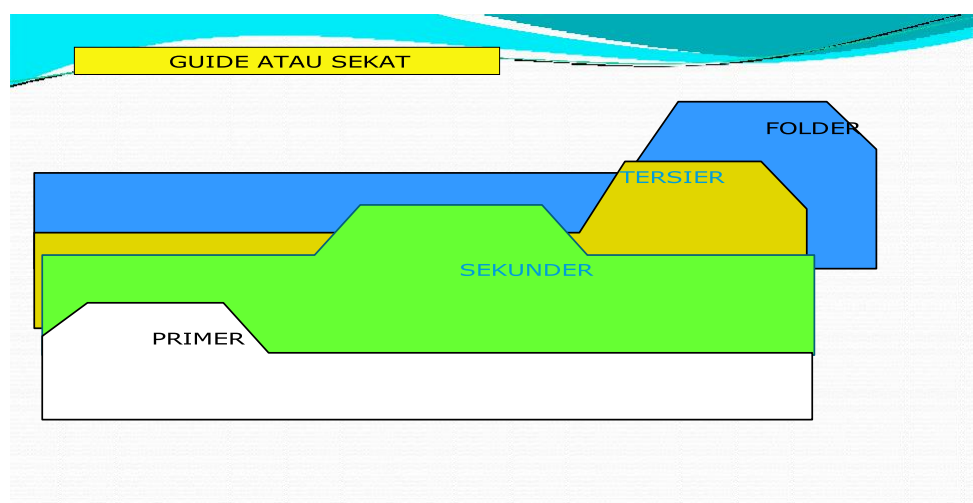 GUIDE ATAU SEKAT
FOLDER
TERSIER
SEKUNDER
PRIMER